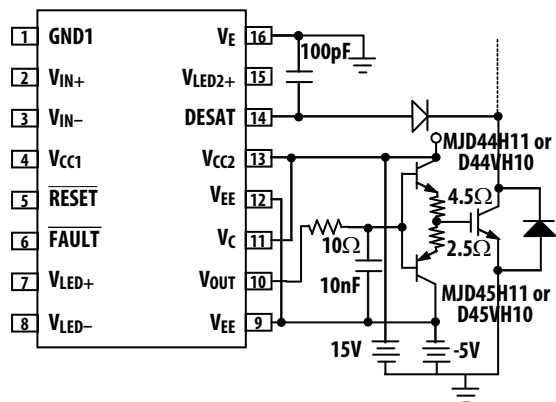 1 GND1
2 VIN+
3 VIN−
4 VCC1
5 RESET
6 FAULT
7 VLED+
8 VLED−
VE 16
VLED2+ 15
DESAT 14
VCC2 13
VEE 12
VC 11
VOUT 10
VEE 9
100pF
MJD44H11 or
D44VH10
4.5Ω
2.5Ω
10Ω
10nF
MJD45H11 or
D45VH10
15V
-5V